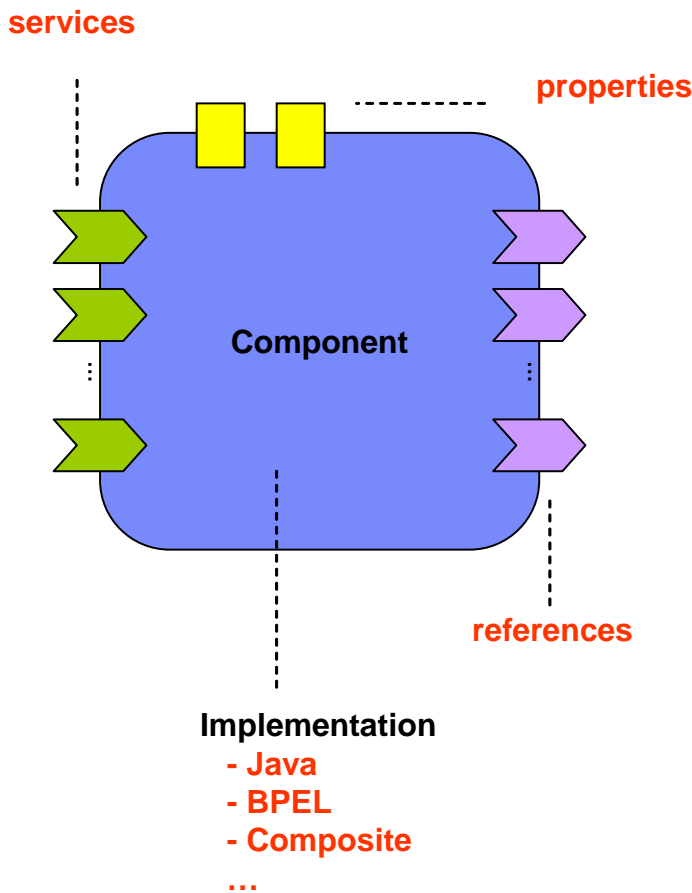 services
properties
Component
...
...
references
Implementation
- Java
- BPEL
- Composite
...